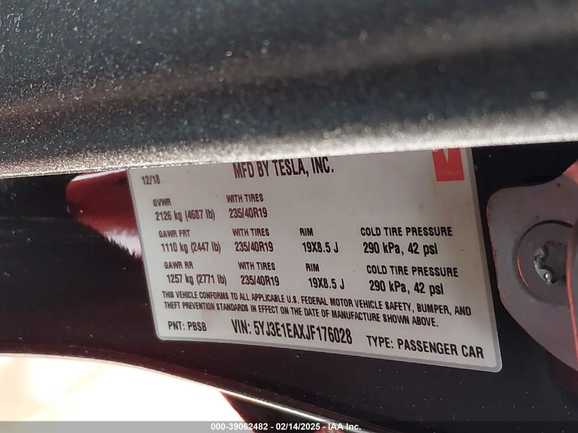 12/18
MFD BY TESLA, INC.
GVWR WITH TIRES
2126 kg (4687 lb) 235/40R19
GAWR FRT WITH TIRES RIM COLD TIRE PRESSURE
1110 kg (2447 lb) 235/40R19 19X8.5 J 290 kPa, 42 psi
GAWR RR WITH TIRES RIM COLD TIRE PRESSURE
1257 kg (2771 lb) 235/40R19 19X8.5 J 290 kPa, 42 psi
THIS VEHICLE CONFORMS TO ALL APPLICABLE U.S. FEDERAL MOTOR VEHICLE SAFETY, BUMPER, AND
THEFT PREVENTION STANDARDS IN EFFECT ON THE DATE OF MANUFACTURE SHOWN ABOVE.
PNT: PBSB VIN: 5YJ3E1EAXJF176028 TYPE: PASSENGER CAR
000-39062482 - 02/14/2025 - IAA Inc.